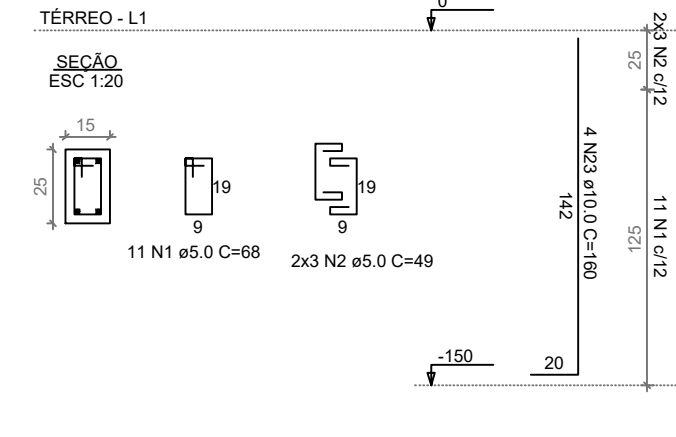 TÉRREO - L1
0
SEÇÃO
ESC 1:20
15
25
19
9
11 N1 ø5.0 C=68
19
9
2x3 N2 ø5.0 C=49
4 N23 ø10.0 C=160
142
20
-150
25
2x3 N2 c/12
125
11 N1 c/12